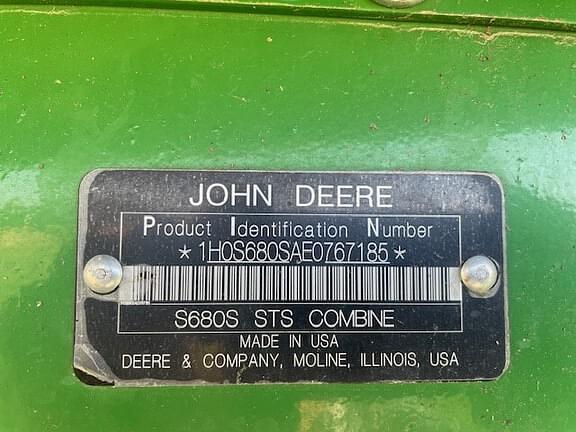 JOHN DEERE
Product Identification Number
*1H0S680SAE0767185*
S680S STS COMBINE
MADE IN USA
DEERE & COMPANY, MOLINE, ILLINOIS, USA